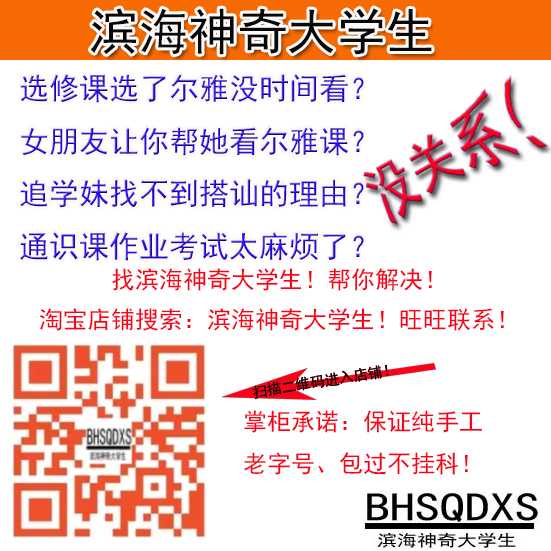 滨海神奇大学生
选修课选了尔雅没时间看？
女朋友让你帮她看尔雅课？
追学妹找不到搭讪的理由？
通识课作业考试太麻烦了？
没关系！
找滨海神奇大学生！帮你解决！
淘宝店铺搜索：滨海神奇大学生！旺旺联系！
扫描二维码进入店铺！
BHSQDXS
滨海神奇大学生
掌柜承诺：保证纯手工
老字号、包过不挂科！
BHSQDXS
滨海神奇大学生